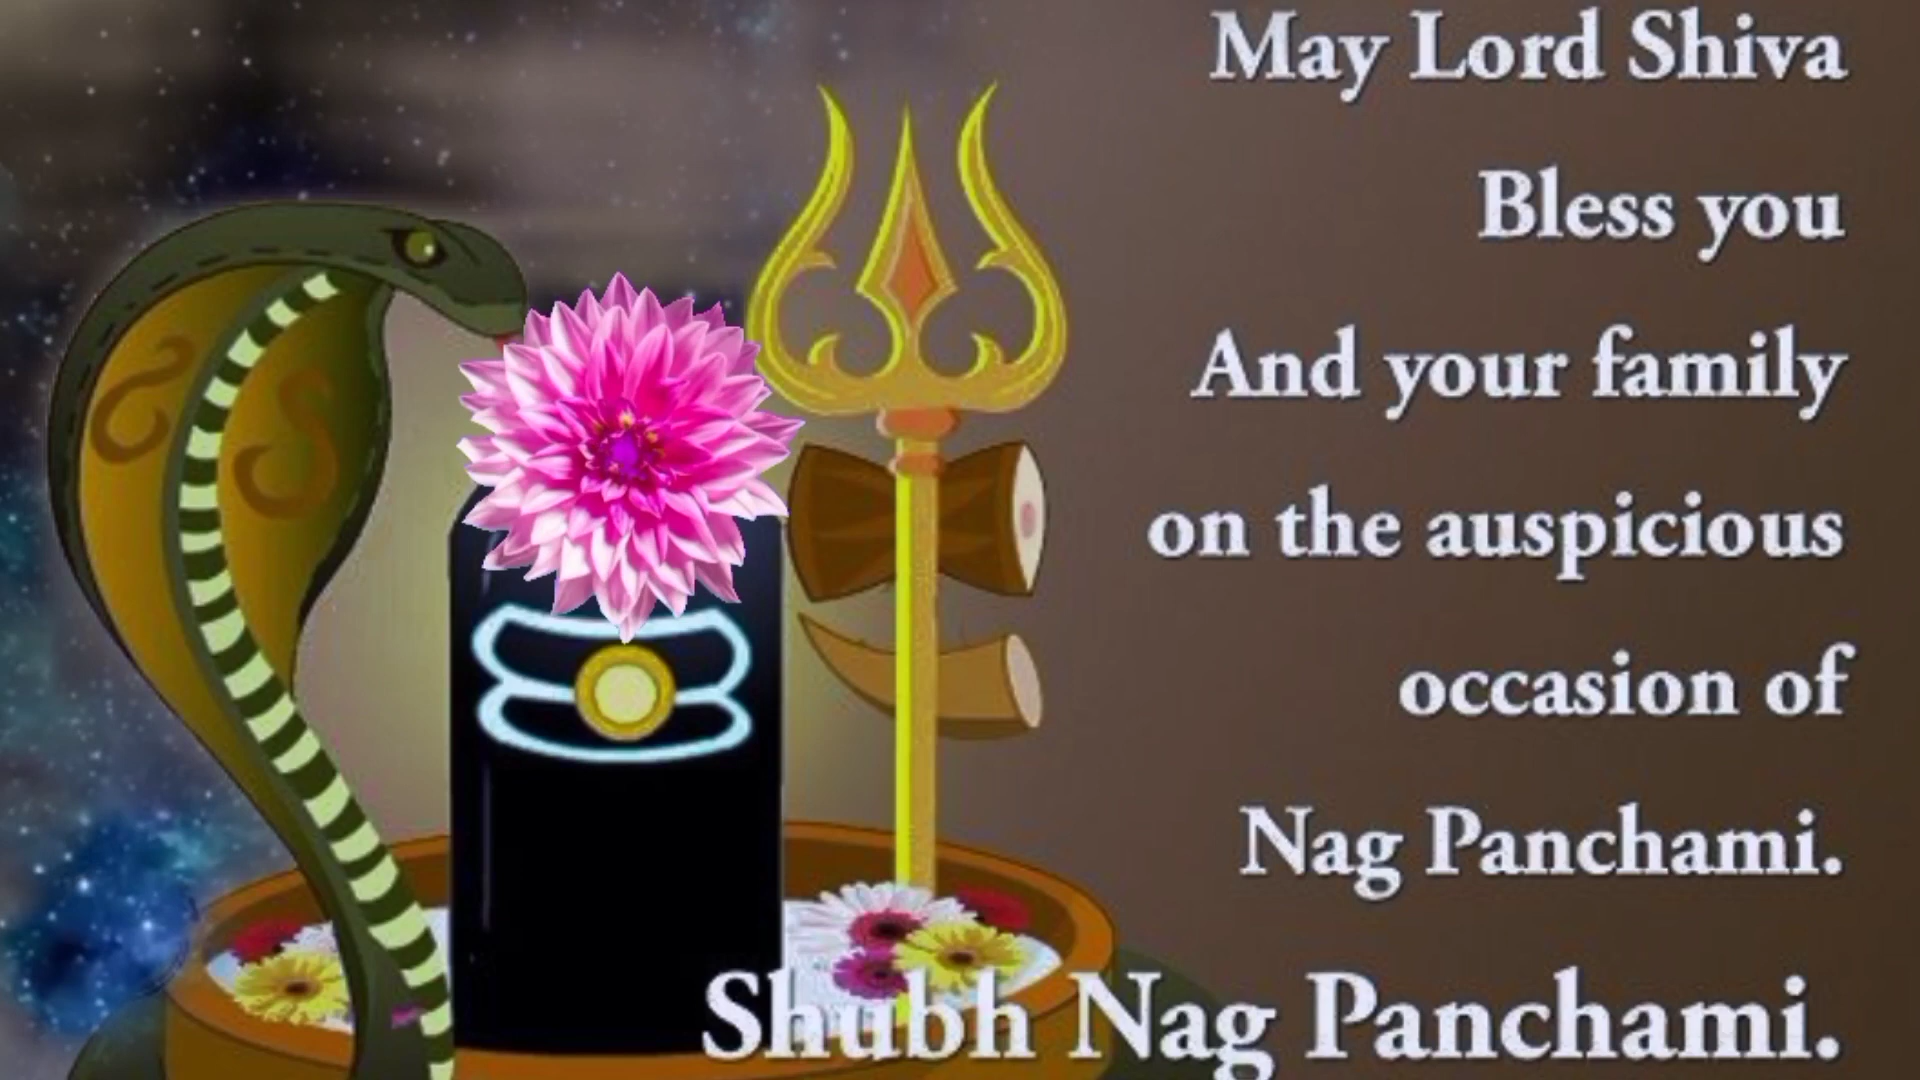 May Lord Shiva
Bless you
And your family
on the auspicious
occasion of
Nag Panchami.
Shubh Nag Panchami.